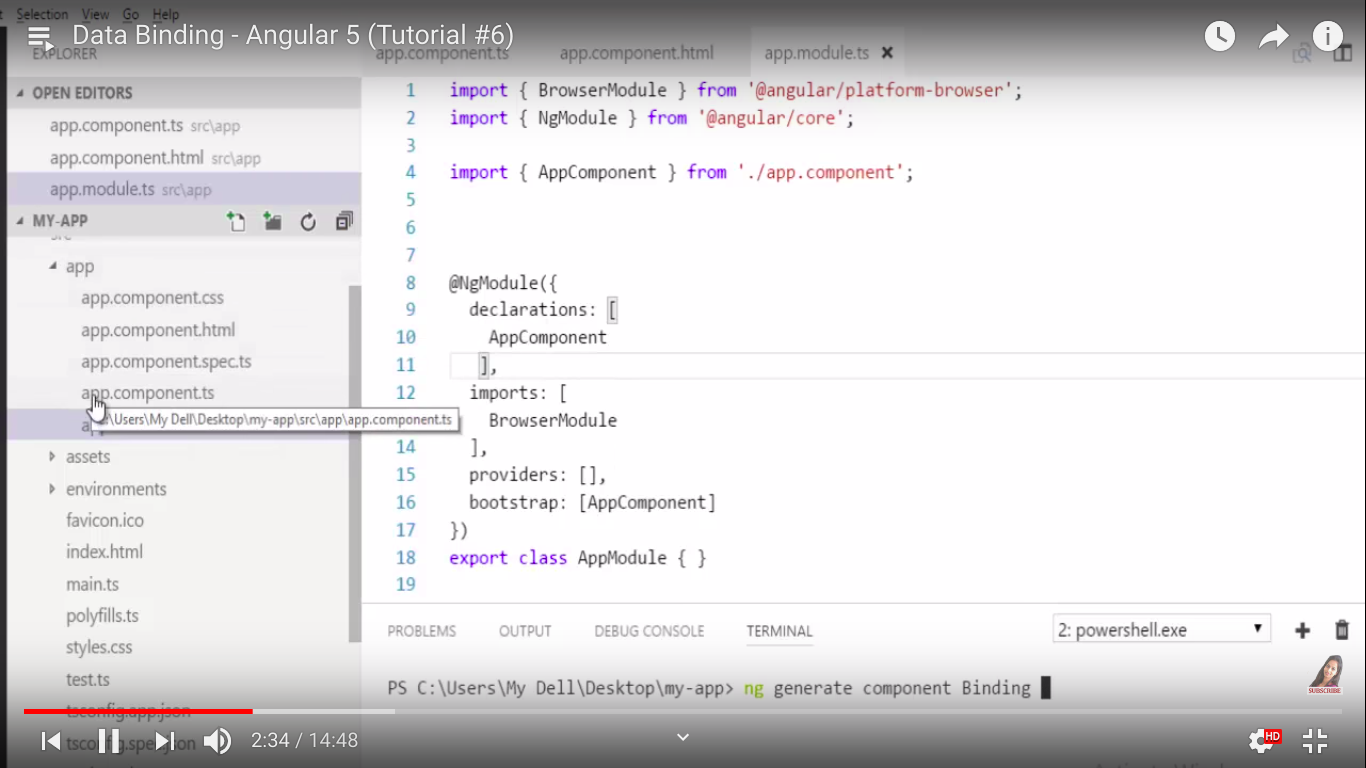 Selection View Go Help
Data Binding - Angular 5 (Tutorial #6)
EXPLORER
app.component.ts app.component.html app.module.ts
OPEN EDITORS
app.component.ts src\app
app.component.html src\app
app.module.ts src\app
MY-APP
src
app
app.component.css
app.component.html
app.component.spec.ts
app.component.ts
\Users\My Dell\Desktop\my-app\src\app\app.component.ts
assets
environments
favicon.ico
index.html
main.ts
polyfills.ts
styles.css
test.ts
tsconfig.app.json
tsconfig.spec.json
1 import { BrowserModule } from '@angular/platform-browser';
2 import { NgModule } from '@angular/core';
3
4 import { AppComponent } from './app.component';
5
6
7
8 @NgModule({
9 declarations: [
10 AppComponent
11 ],
12 imports: [
BrowserModule
14 ],
15 providers: [],
16 bootstrap: [AppComponent]
17 })
18 export class AppModule { }
19
PROBLEMS OUTPUT DEBUG CONSOLE TERMINAL 2: powershell.exe
PS C:\Users\My Dell\Desktop\my-app> ng generate component Binding
SUBSCRIBE
2:34 / 14:48
HD